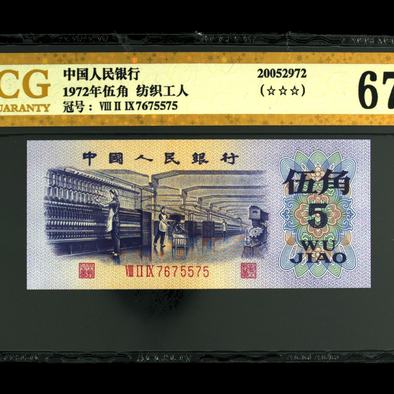 CG
GUARANTY
中国人民银行
1972年伍角 纺织工人
冠号：Ⅷ Ⅱ Ⅸ 7675575
20052972
(☆☆☆)
67
中國人民銀行
伍角
5
WU
JIAO
Ⅷ Ⅱ Ⅸ 7675575